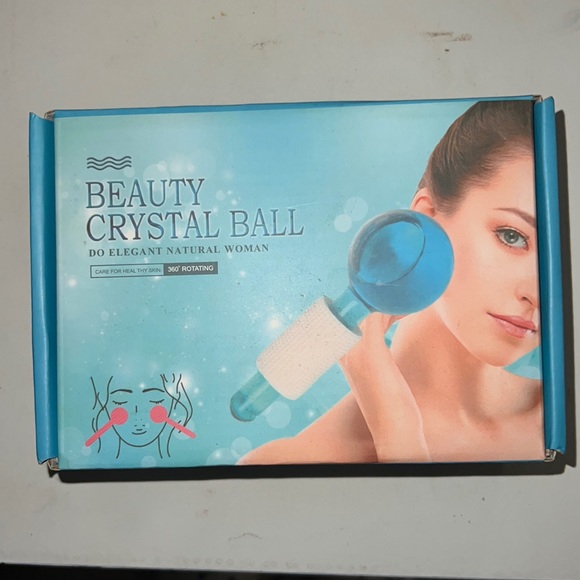 BEAUTY
CRYSTAL BALL
DO ELEGANT NATURAL WOMAN
CARE FOR HEAL THY SKIN 360° ROTATING